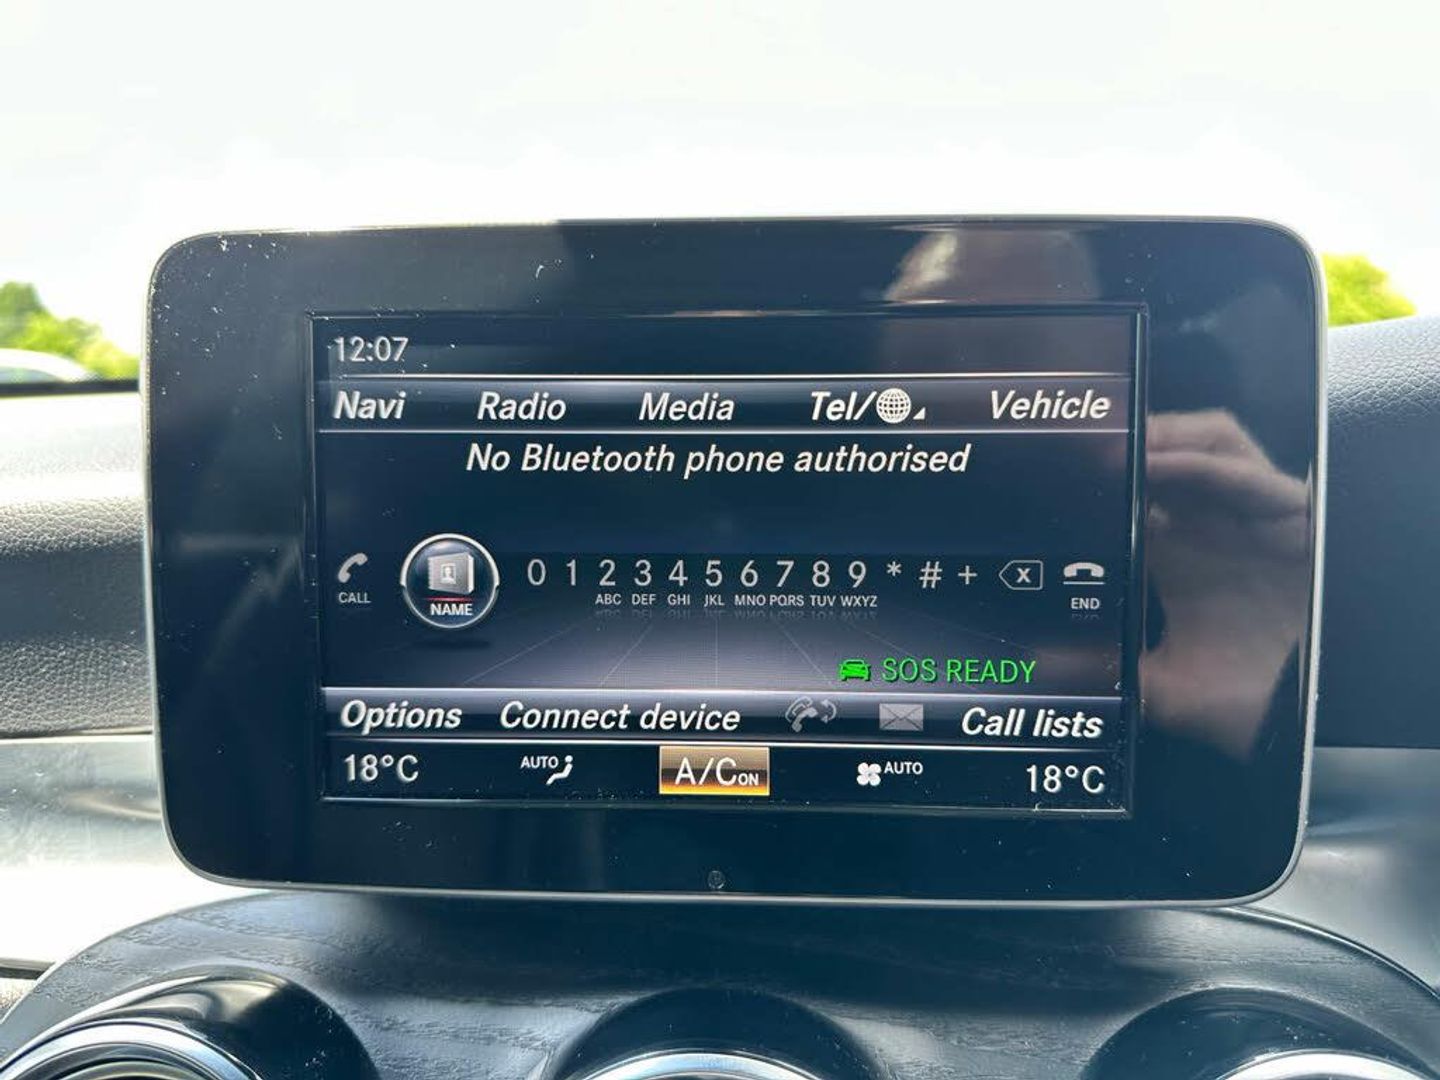 12:07
Navi Radio Media Tel/ Vehicle
No Bluetooth phone authorised
0 1 2 3 4 5 6 7 8 9 * # + X
CALL NAME ABC DEF GHI JKL MNO PQRS TUV WXYZ END
SOS READY
Options Connect device Call lists
18°C AUTO A/C ON AUTO 18°C